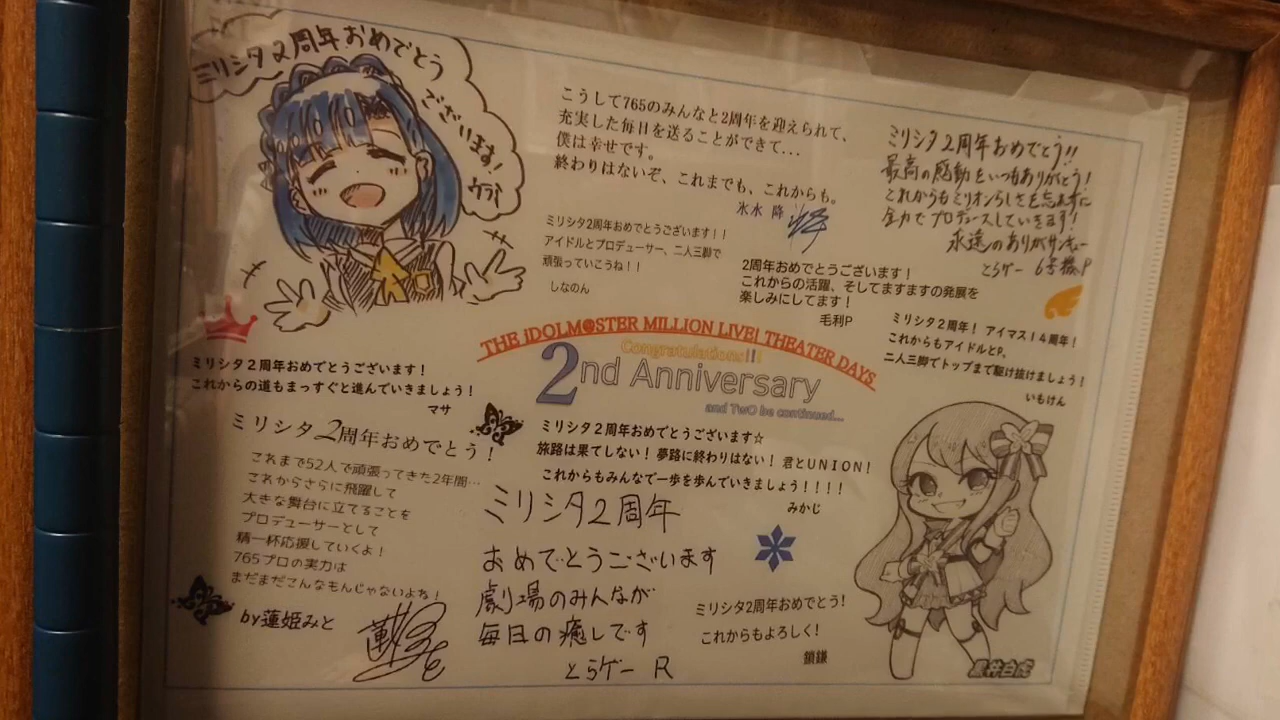 ミリシタ2周年おめでとう
ございます!
こうして765のみんなと2周年を迎えられて、
充実した毎日を送ることができて…
僕は幸せです。
終わりはないぞ、これまでも、これからも。
氷水 降
ミリシタ2周年おめでとう!!
最高の感動をいつもありがとう!
これからもミリオンらしさを忘れずに
全力でプロデュースしていきます!
永遠のありがサンキュー
とらゲー 6号機P
ミリシタ2周年おめでとうございます!!
アイドルとプロデューサー、二人三脚で
頑張っていこうね!!
しなのん
2周年おめでとうございます!
これからの活躍、そしてますますの発展を
楽しみにしてます!
毛利P
ミリシタ2周年! アイマス14周年!
これからもアイドルとP。
二人三脚でトップまで駆け抜けましょう!
いもけん
THE IDOLM@STER MILLION LIVE! THEATER DAYS
Congratulations!!
2nd Anniversary
and TwO be continued...
ミリシタ2周年おめでとうございます!
これからの道もまっすぐと進んでいきましょう!
マサ
ミリシタ2周年おめでとう!
これまで52人で頑張ってきた2年間…
これからさらに飛躍して
大きな舞台に立てることを
プロデューサーとして
精一杯応援していくよ!
765プロの実力は
まだまだこんなもんじゃないよね!
by蓮姫みと
ミリシタ2周年おめでとうございます☆
旅路は果てしない! 夢路に終わりはない! 君とUNION!
これからもみんなで一歩を歩んでいきましょう!!!!
みかじ
ミリシタ2周年
おめでとうございます
劇場のみんなが
毎日の癒しです
とらゲー R
ミリシタ2周年おめでとう!
これからもよろしく!
鎖鎌